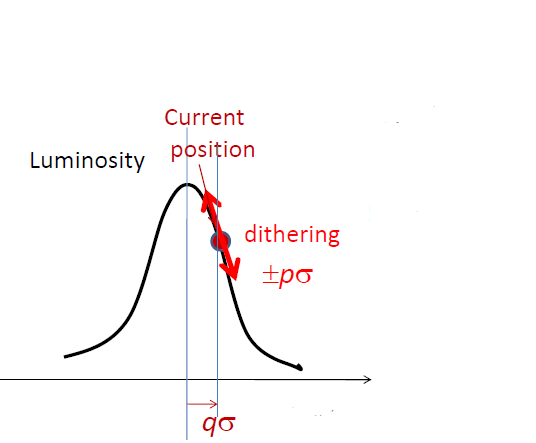 Current
position
Luminosity
dithering
±pσ
qσ